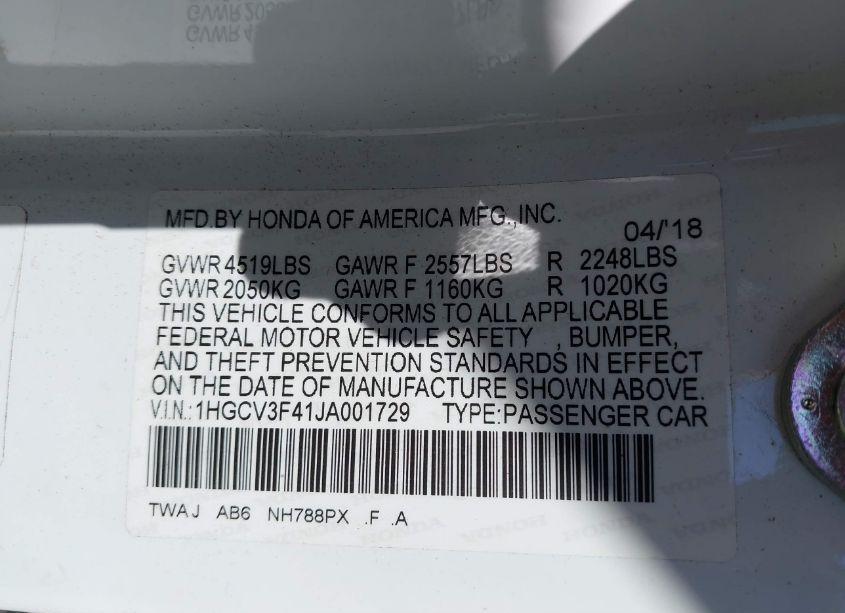 MFD.BY HONDA OF AMERICA MFG.,INC.
04/'18
GVWR 4519LBS GAWR F 2557LBS R 2248LBS
GVWR 2050KG GAWR F 1160KG R 1020KG
THIS VEHICLE CONFORMS TO ALL APPLICABLE
FEDERAL MOTOR VEHICLE SAFETY , BUMPER,
AND THEFT PREVENTION STANDARDS IN EFFECT
ON THE DATE OF MANUFACTURE SHOWN ABOVE.
V.I.N.:1HGCV3F41JA001729 TYPE:PASSENGER CAR
TWAJ AB6 NH788PX .F .A